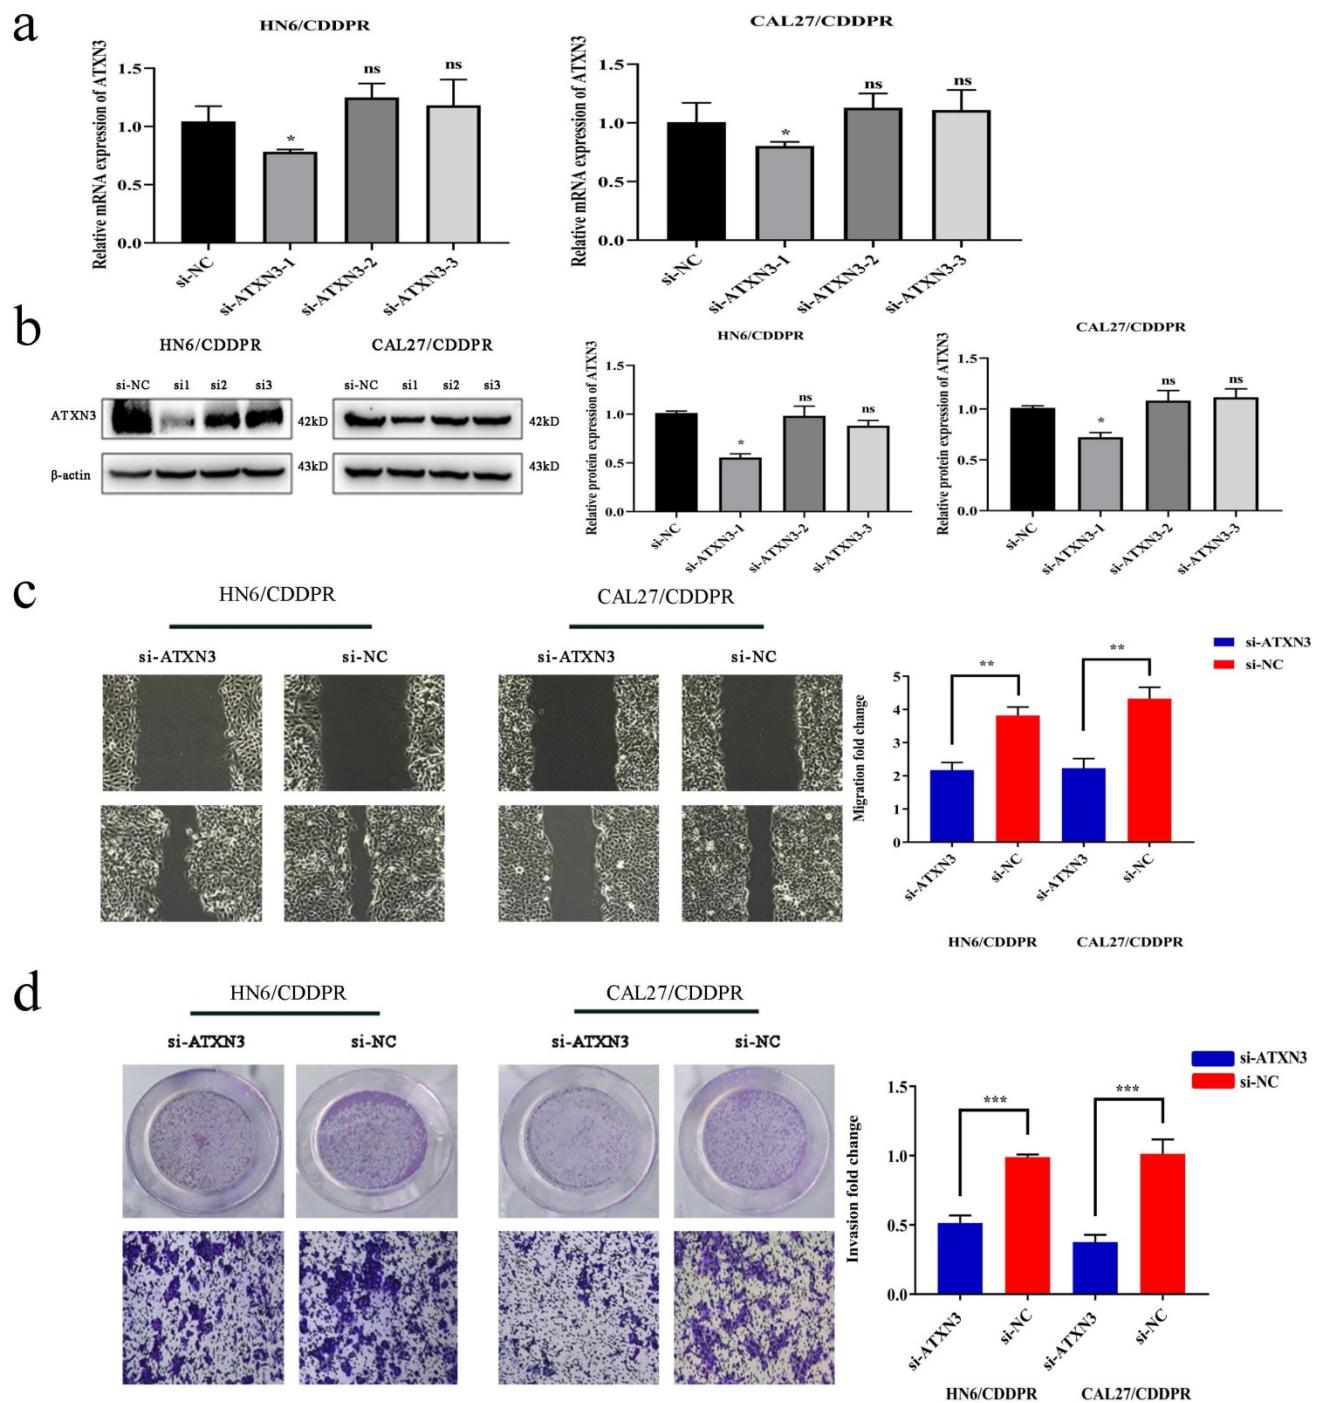 a
HN6/CDDPR
Relative mRNA expression of ATXN3
1.5
1.0
0.5
0.0
*
ns
ns
si-NC
si-ATXN3-1
si-ATXN3-2
si-ATXN3-3
CAL27/CDDPR
Relative mRNA expression of ATXN3
1.5
1.0
0.5
0.0
*
ns
ns
si-NC
si-ATXN3-1
si-ATXN3-2
si-ATXN3-3
b
HN6/CDDPR
CAL27/CDDPR
si-NC si1 si2 si3
si-NC si1 si2 si3
ATXN3
42kD
42kD
β-actin
43kD
43kD
HN6/CDDPR
Relative protein expression of ATXN3
1.5
1.0
0.5
0.0
*
ns
ns
si-NC
si-ATXN3-1
si-ATXN3-2
si-ATXN3-3
CAL27/CDDPR
Relative protein expression of ATXN3
1.5
1.0
0.5
0.0
*
ns
ns
si-NC
si-ATXN3-1
si-ATXN3-2
si-ATXN3-3
c
HN6/CDDPR
CAL27/CDDPR
si-ATXN3
si-NC
si-ATXN3
si-NC
si-ATXN3
si-NC
Migration fold change
5
4
3
2
1
0
**
**
si-ATXN3
si-NC
si-ATXN3
si-NC
HN6/CDDPR
CAL27/CDDPR
d
HN6/CDDPR
CAL27/CDDPR
si-ATXN3
si-NC
si-ATXN3
si-NC
si-ATXN3
si-NC
Invasion fold change
1.5
1.0
0.5
0.0
***
***
si-ATXN3
si-NC
si-ATXN3
si-NC
HN6/CDDPR
CAL27/CDDPR